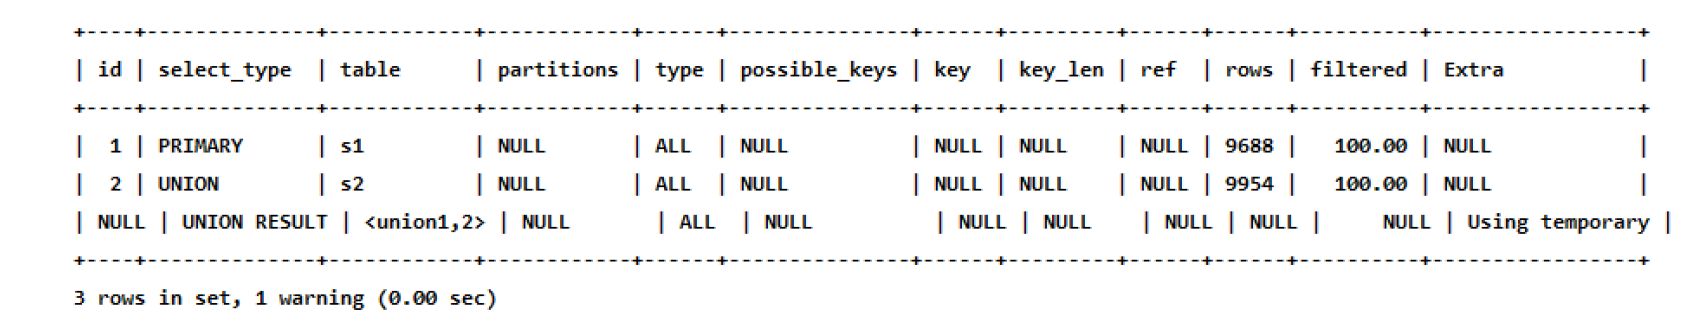 +----+--------------+------------+------------+------+---------------+------+---------+------+------+----------+-----------------+
| id | select_type  | table      | partitions | type | possible_keys | key  | key_len | ref  | rows | filtered | Extra           |
+----+--------------+------------+------------+------+---------------+------+---------+------+------+----------+-----------------+
|  1 | PRIMARY      | s1         | NULL       | ALL  | NULL          | NULL | NULL    | NULL | 9688 |   100.00 | NULL            |
|  2 | UNION        | s2         | NULL       | ALL  | NULL          | NULL | NULL    | NULL | 9954 |   100.00 | NULL            |
| NULL | UNION RESULT | <union1,2> | NULL       | ALL  | NULL          | NULL | NULL    | NULL | NULL |     NULL | Using temporary |
+----+--------------+------------+------------+------+---------------+------+---------+------+------+----------+-----------------+
3 rows in set, 1 warning (0.00 sec)